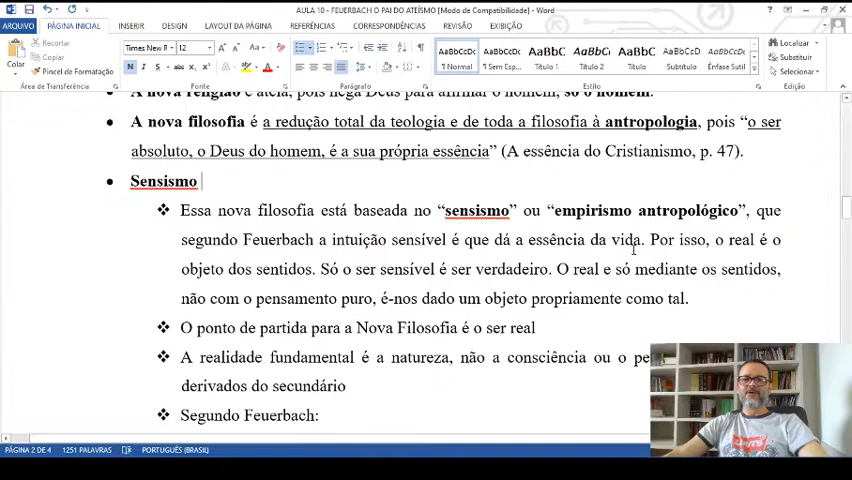 AULA 10 - FEUERBACH O PAI DO ATEÍSMO [Modo de Compatibilidade] - Word
ARQUIVO PÁGINA INICIAL INSERIR DESIGN LAYOUT DA PÁGINA REFERÊNCIAS CORRESPONDÊNCIAS REVISÃO EXIBIÇÃO
Colar
Recortar
Copiar
Pincel de Formatação
Área de Transferência
Times New R 12
N I S
Fonte
Parágrafo
AaBbCcDc AaBbCcDc AaBbC AaBbCc AaBbC AaBbCcD AaBbCcD
¶ Normal ¶ Sem Esp... Título 1 Título 2 Título Subtítulo Ênfase Sutil
Estilo
Localizar
Substituir
Selecionar
Edição
A nova religião é ateia, pois nega Deus para afirmar o homem, só o homem.
• A nova filosofia é a redução total da teologia e de toda a filosofia à antropologia, pois “o ser
absoluto, o Deus do homem, é a sua própria essência” (A essência do Cristianismo, p. 47).
• Sensismo
❖ Essa nova filosofia está baseada no “sensismo” ou “empirismo antropológico”, que
segundo Feuerbach a intuição sensível é que dá a essência da vida. Por isso, o real é o
objeto dos sentidos. Só o ser sensível é ser verdadeiro. O real e só mediante os sentidos,
não com o pensamento puro, é-nos dado um objeto propriamente como tal.
❖ O ponto de partida para a Nova Filosofia é o ser real
❖ A realidade fundamental é a natureza, não a consciência ou o pe
derivados do secundário
❖ Segundo Feuerbach:
PÁGINA 2 DE 4 1251 PALAVRAS PORTUGUÊS (BRASIL)